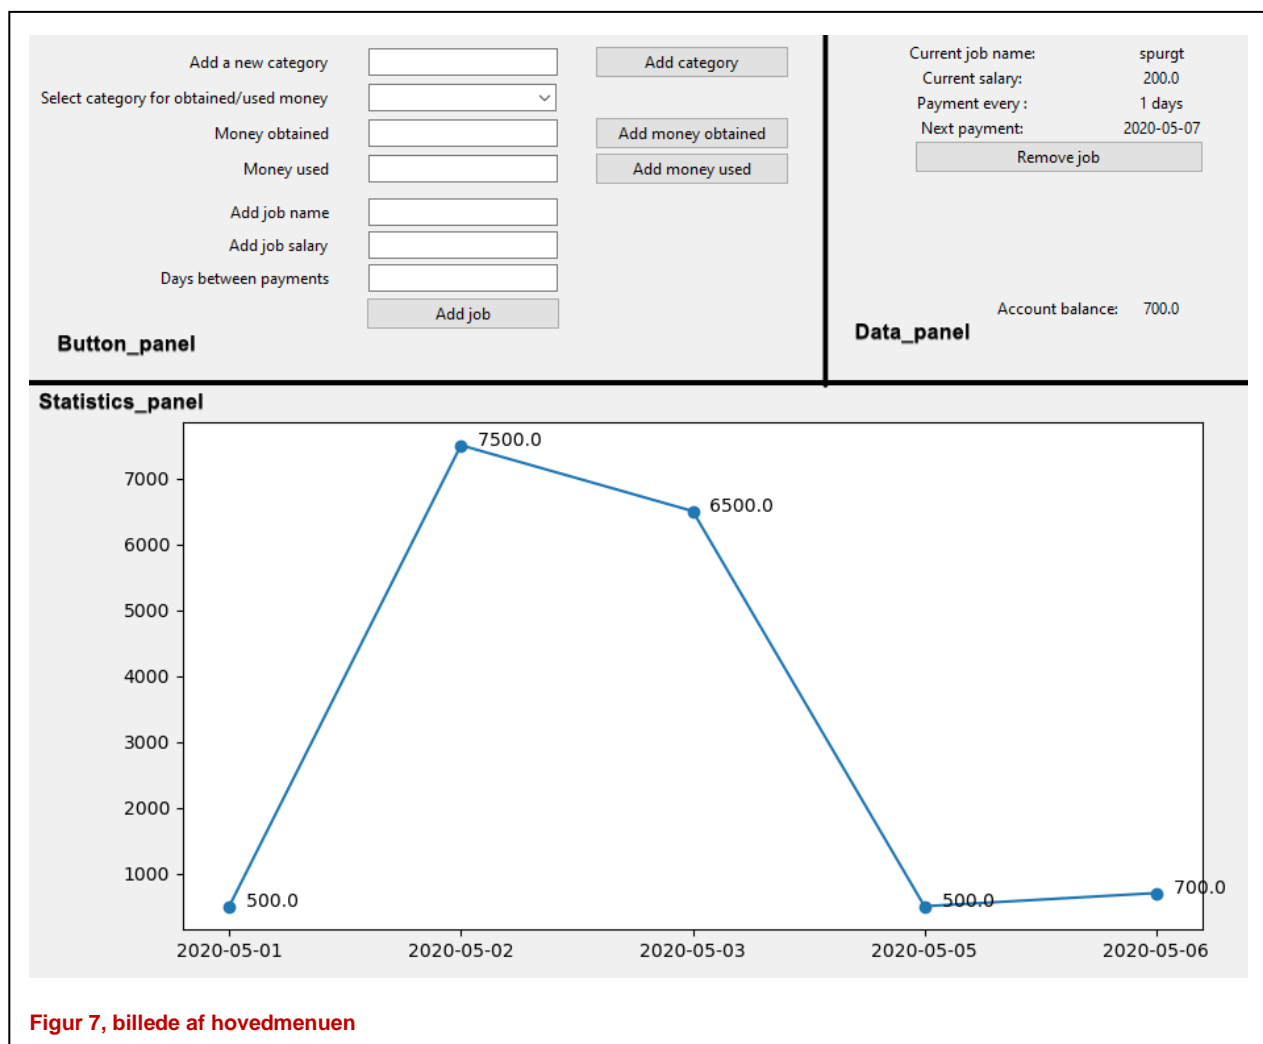 Add a new category
Add category
Select category for obtained/used money
Money obtained
Add money obtained
Money used
Add money used
Add job name
Add job salary
Days between payments
Add job
Button_panel
Current job name: spurgt
Current salary: 200.0
Payment every : 1 days
Next payment: 2020-05-07
Remove job
Account balance: 700.0
Data_panel
Statistics_panel
7000
6000
5000
4000
3000
2000
1000
500.0
7500.0
6500.0
500.0
700.0
2020-05-01 2020-05-02 2020-05-03 2020-05-05 2020-05-06
Figur 7, billede af hovedmenuen